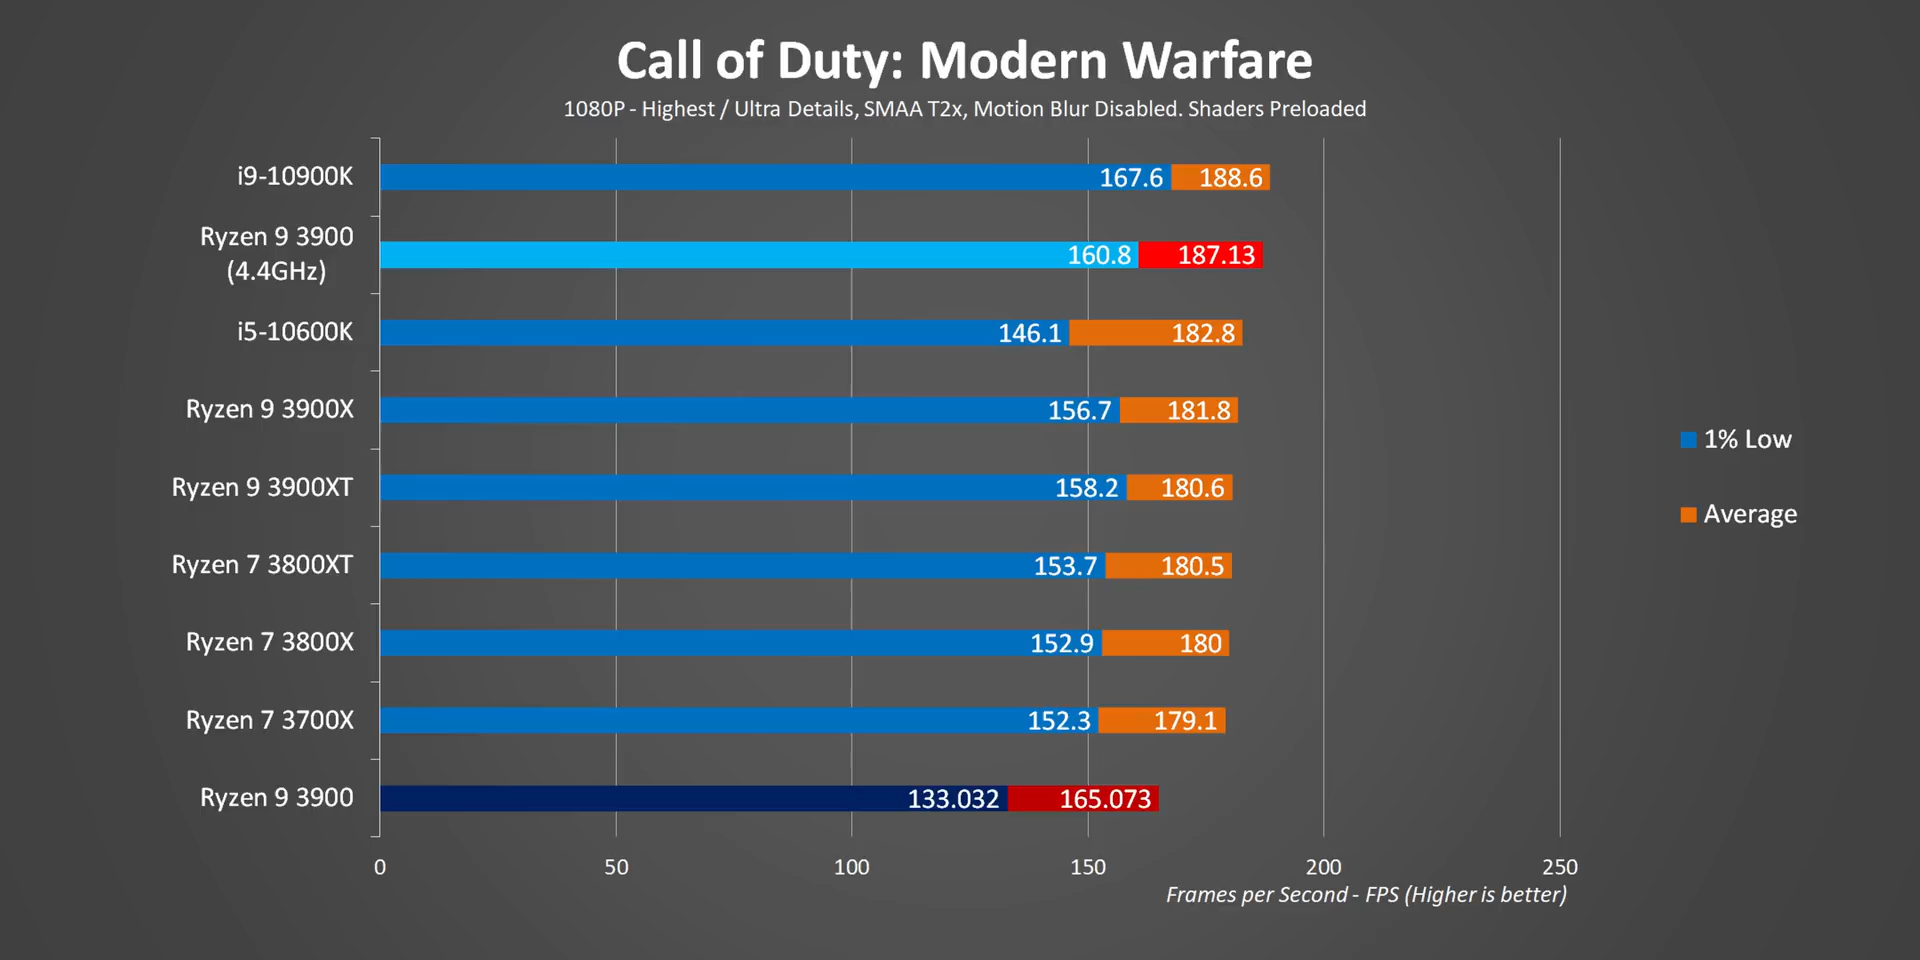 Call of Duty: Modern Warfare
1080P - Highest / Ultra Details, SMAA T2x, Motion Blur Disabled. Shaders Preloaded
i9-10900K
167.6
188.6
Ryzen 9 3900
(4.4GHz)
160.8
187.13
i5-10600K
146.1
182.8
Ryzen 9 3900X
156.7
181.8
Ryzen 9 3900XT
158.2
180.6
Ryzen 7 3800XT
153.7
180.5
Ryzen 7 3800X
152.9
180
Ryzen 7 3700X
152.3
179.1
Ryzen 9 3900
133.032
165.073
0
50
100
150
200
250
Frames per Second - FPS (Higher is better)
1% Low
Average